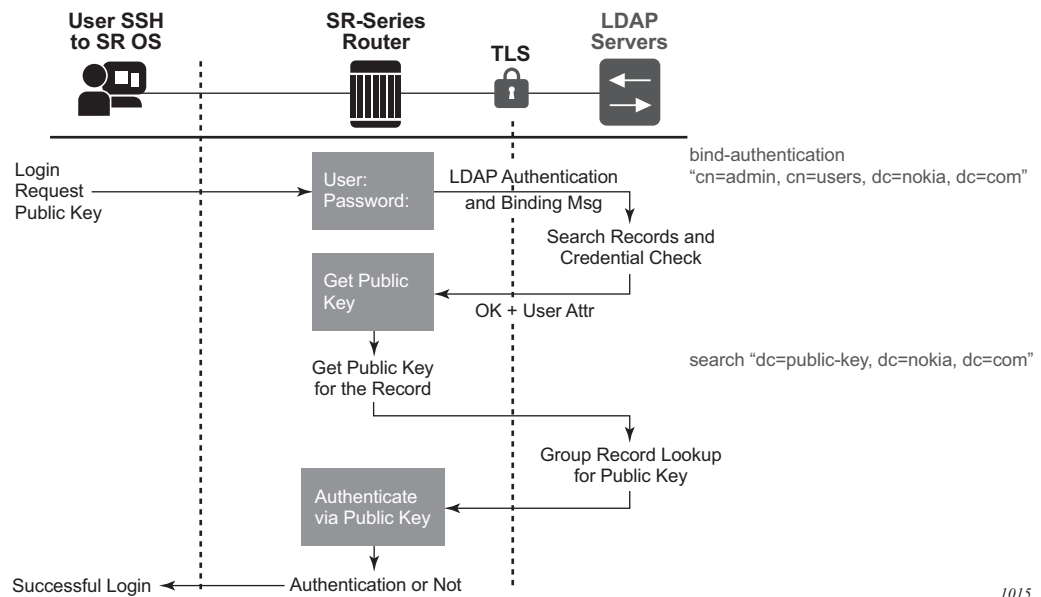 User SSH
to SR OS
SR-Series
Router
TLS
LDAP
Servers
bind-authentication
“cn=admin, cn=users, dc=nokia, dc=com”
Login
Request
Public Key
User:
Password:
LDAP Authentication
and Binding Msg
Search Records and
Credential Check
Get Public
Key
OK + User Attr
Get Public Key
for the Record
search “dc=public-key, dc=nokia, dc=com”
Group Record Lookup
for Public Key
Authenticate
via Public Key
Successful Login
Authentication or Not
1015